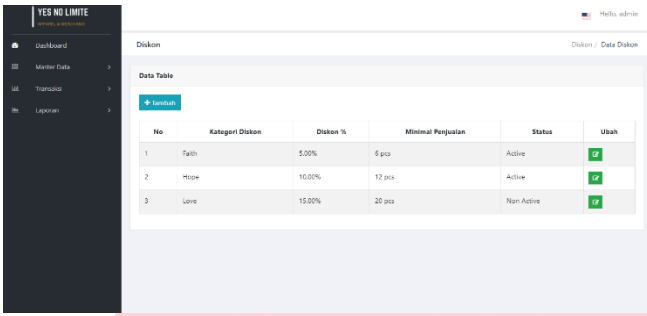 YES NO LIMITE
APPAREL & MERCHANDISE
Hello, admin
Dashboard
Master Data
Transaksi
Laporan
Diskon
Diskon / Data Diskon
Data Table
+ Tambah
No Kategori Diskon Diskon % Minimal Penjualan Status Ubah
1 Faith 5.00% 6 pcs Active
2 Hope 10.00% 12 pcs Active
3 Love 15.00% 20 pcs Non Active